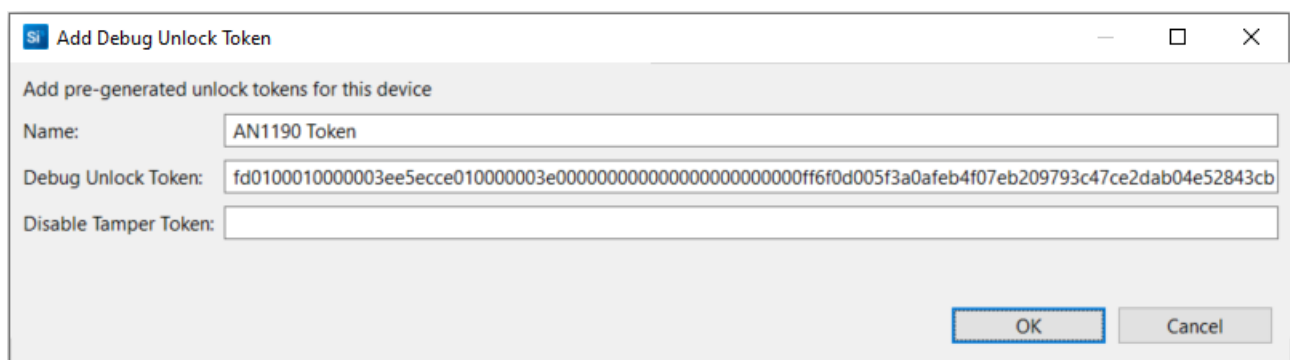 Si Add Debug Unlock Token
Add pre-generated unlock tokens for this device
Name: AN1190 Token
Debug Unlock Token: fd0100010000003ee5ecce010000003e000000000000000000000000ff6f0d005f3a0afeb4f07eb209793c47ce2dab04e52843cb
Disable Tamper Token:
OK Cancel